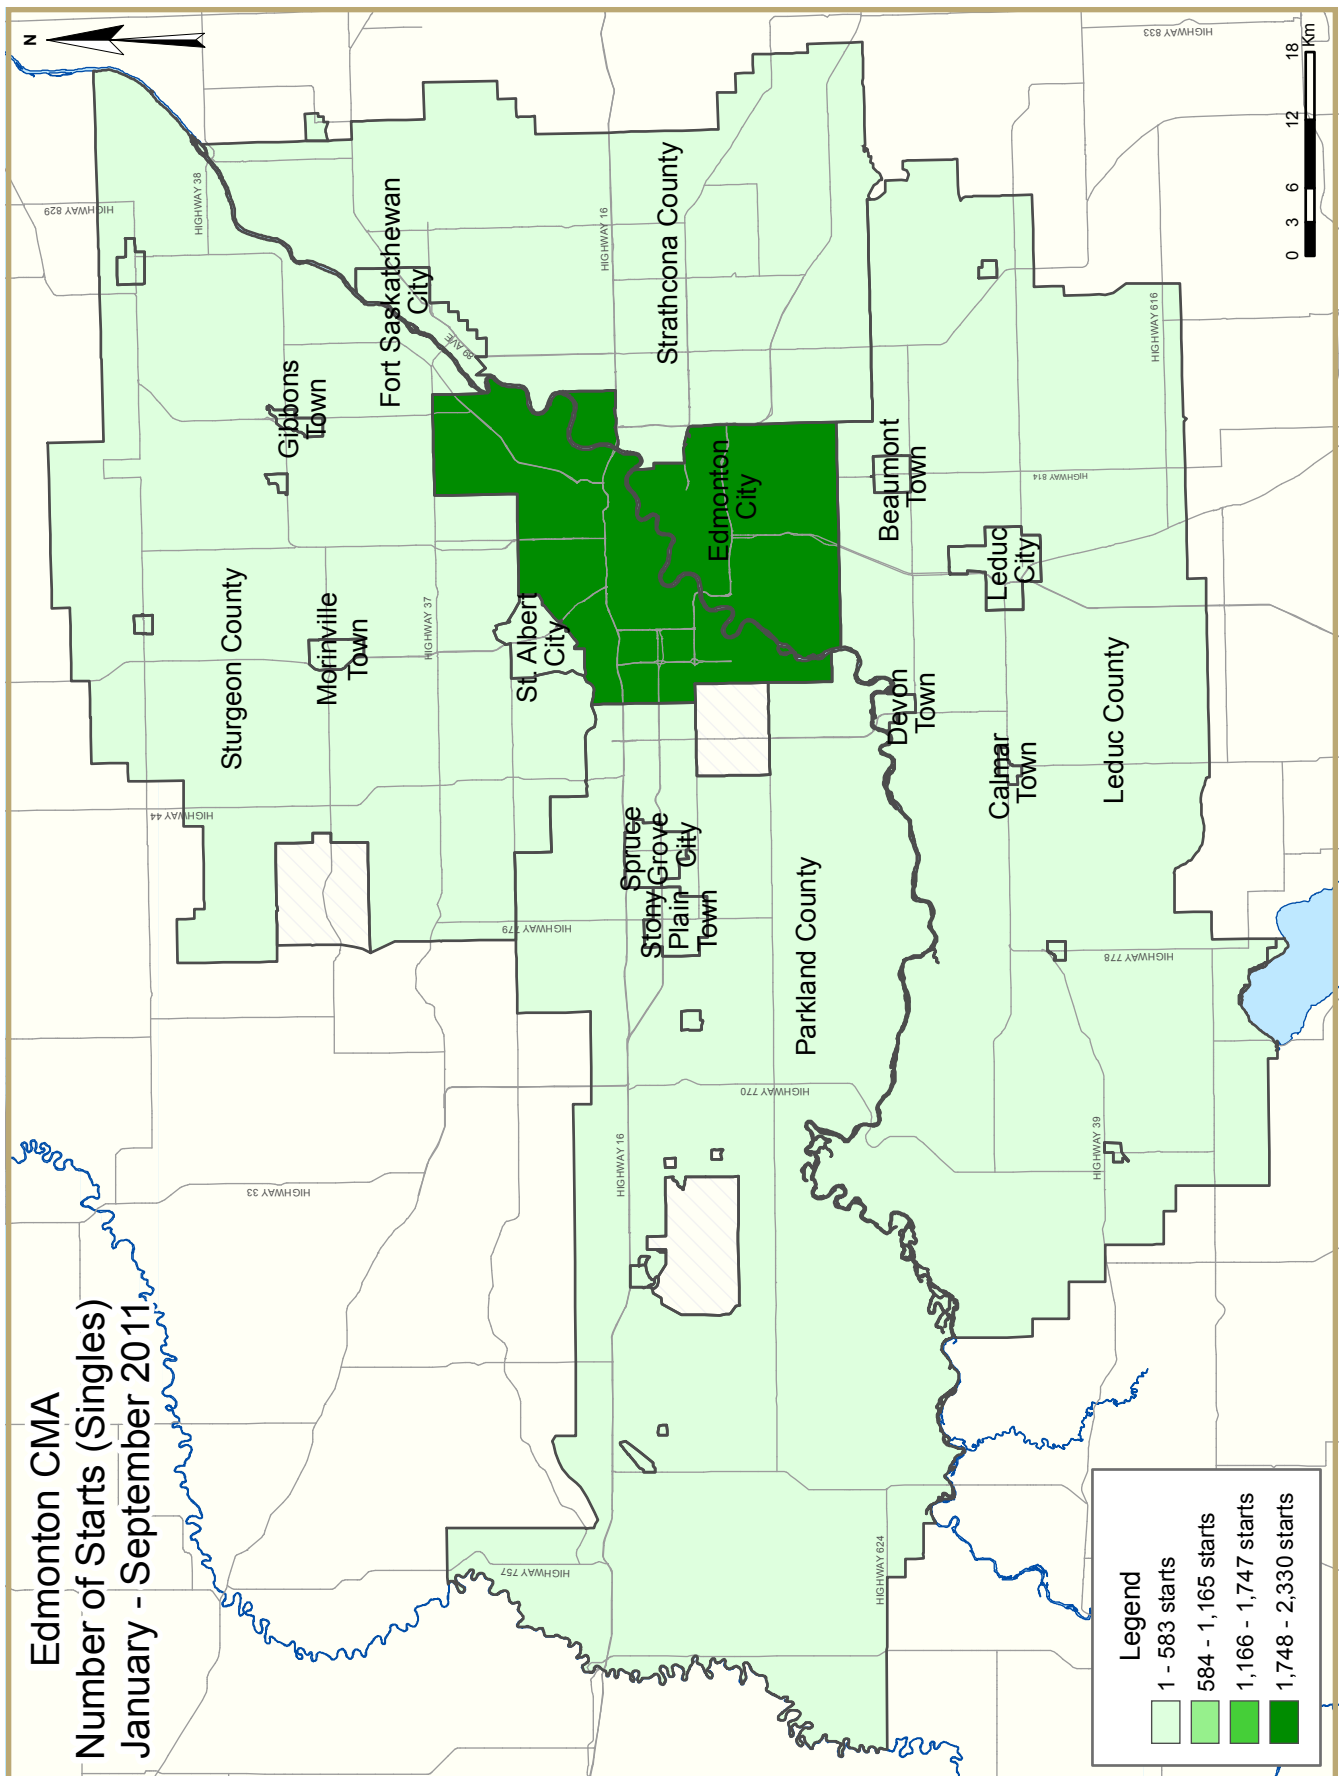 Edmonton CMA
Number of Starts (Singles)
January - September 2011
N
HIGHWAY 829
HIGHWAY 38
HIGHWAY 44
HIGHWAY 33
HIGHWAY 37
HIGHWAY 779
HIGHWAY 757
HIGHWAY 16
HIGHWAY 16
HIGHWAY 770
HIGHWAY 624
HIGHWAY 814
HIGHWAY 778
HIGHWAY 39
HIGHWAY 616
HIGHWAY 833
89 AVE
Sturgeon County
Gibbons
Town
Morinville
Town
Fort Saskatchewan
City
St. Albert
City
Strathcona County
Edmonton
City
Spruce
Grove
City
Stony
Plain
Town
Parkland County
Beaumont
Town
Devon
Town
Leduc
City
Calmar
Town
Leduc County
Legend
1 - 583 starts
584 - 1,165 starts
1,166 - 1,747 starts
1,748 - 2,330 starts
0 3 6 12 18
Km